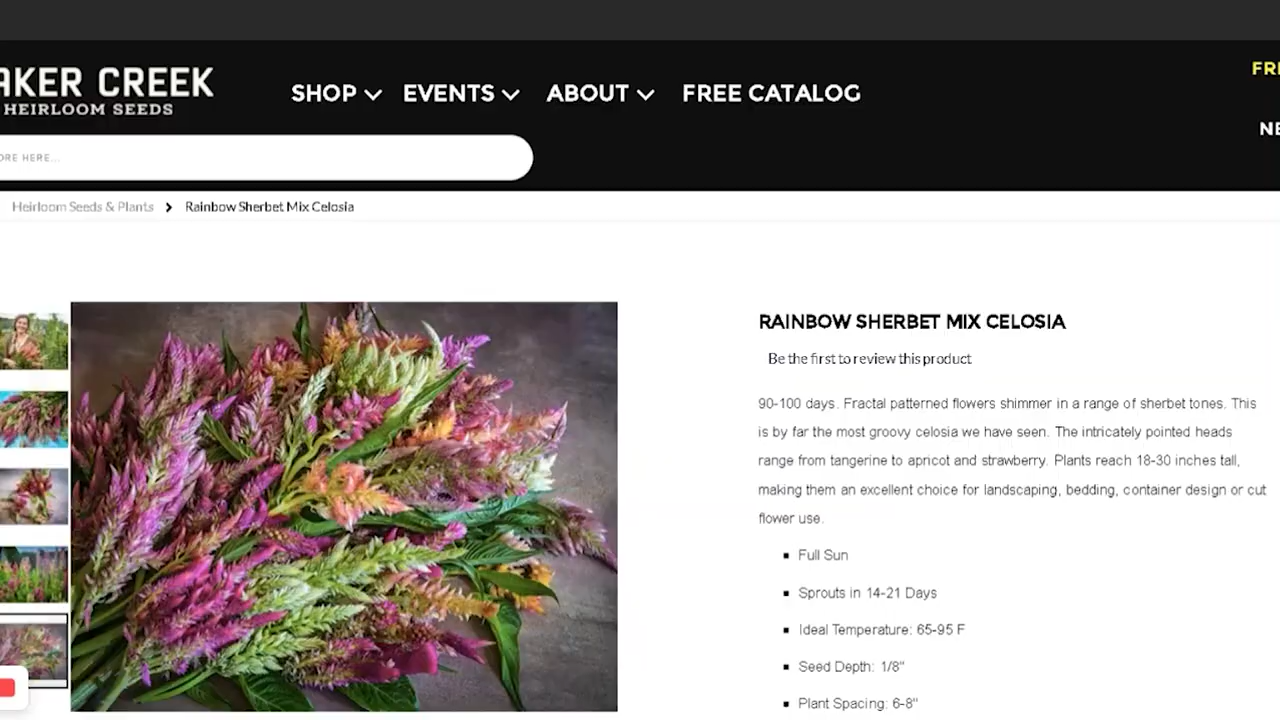 AKER CREEK
HEIRLOOM SEEDS
SHOP
EVENTS
ABOUT
FREE CATALOG
FRE
NE
ORE HERE...
Heirloom Seeds & Plants
Rainbow Sherbet Mix Celosia
RAINBOW SHERBET MIX CELOSIA
Be the first to review this product
90-100 days. Fractal patterned flowers shimmer in a range of sherbet tones. This
is by far the most groovy celosia we have seen. The intricately pointed heads
range from tangerine to apricot and strawberry. Plants reach 18-30 inches tall,
making them an excellent choice for landscaping, bedding, container design or cut
flower use.
Full Sun
Sprouts in 14-21 Days
Ideal Temperature: 65-95 F
Seed Depth: 1/8"
Plant Spacing: 6-8"